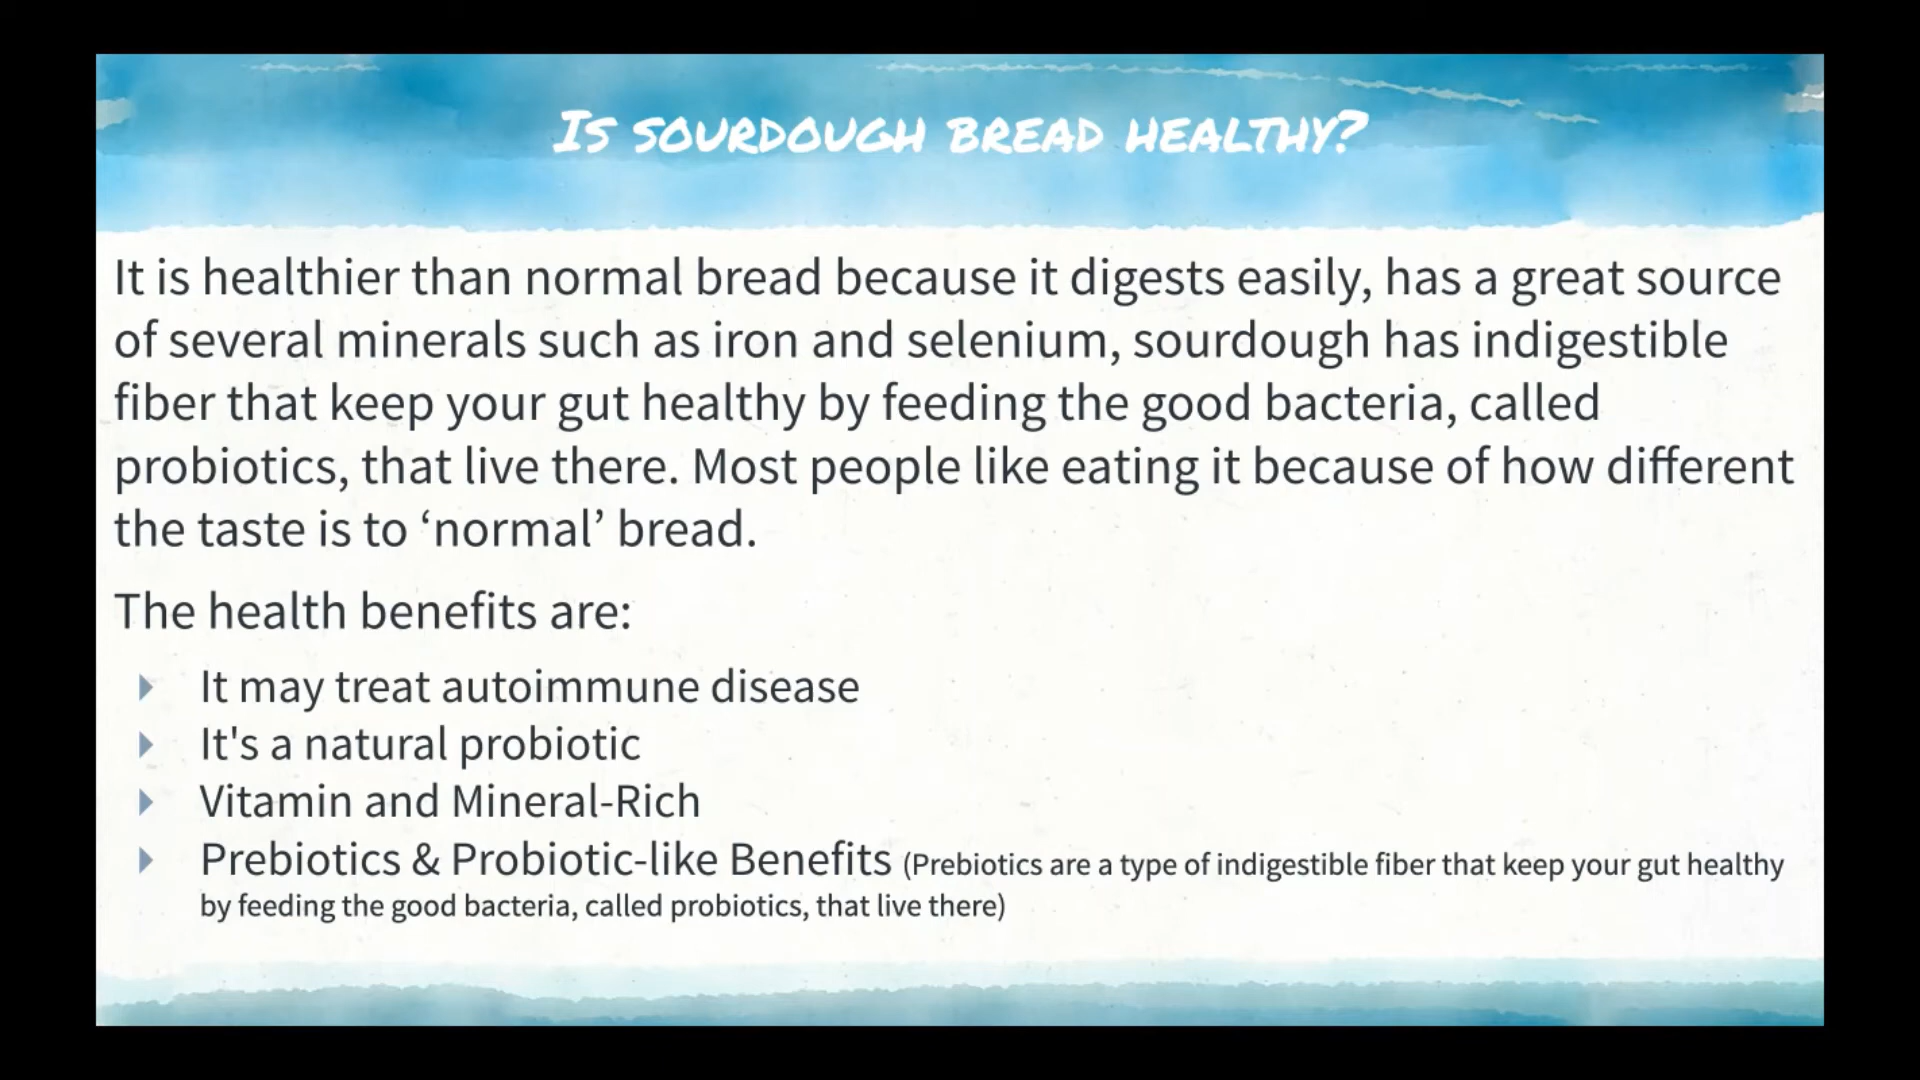 Is sourdough bread healthy?
It is healthier than normal bread because it digests easily, has a great source
of several minerals such as iron and selenium, sourdough has indigestible
fiber that keep your gut healthy by feeding the good bacteria, called
probiotics, that live there. Most people like eating it because of how different
the taste is to ‘normal’ bread.
The health benefits are:
It may treat autoimmune disease
It's a natural probiotic
Vitamin and Mineral-Rich
Prebiotics & Probiotic-like Benefits (Prebiotics are a type of indigestible fiber that keep your gut healthy
by feeding the good bacteria, called probiotics, that live there)